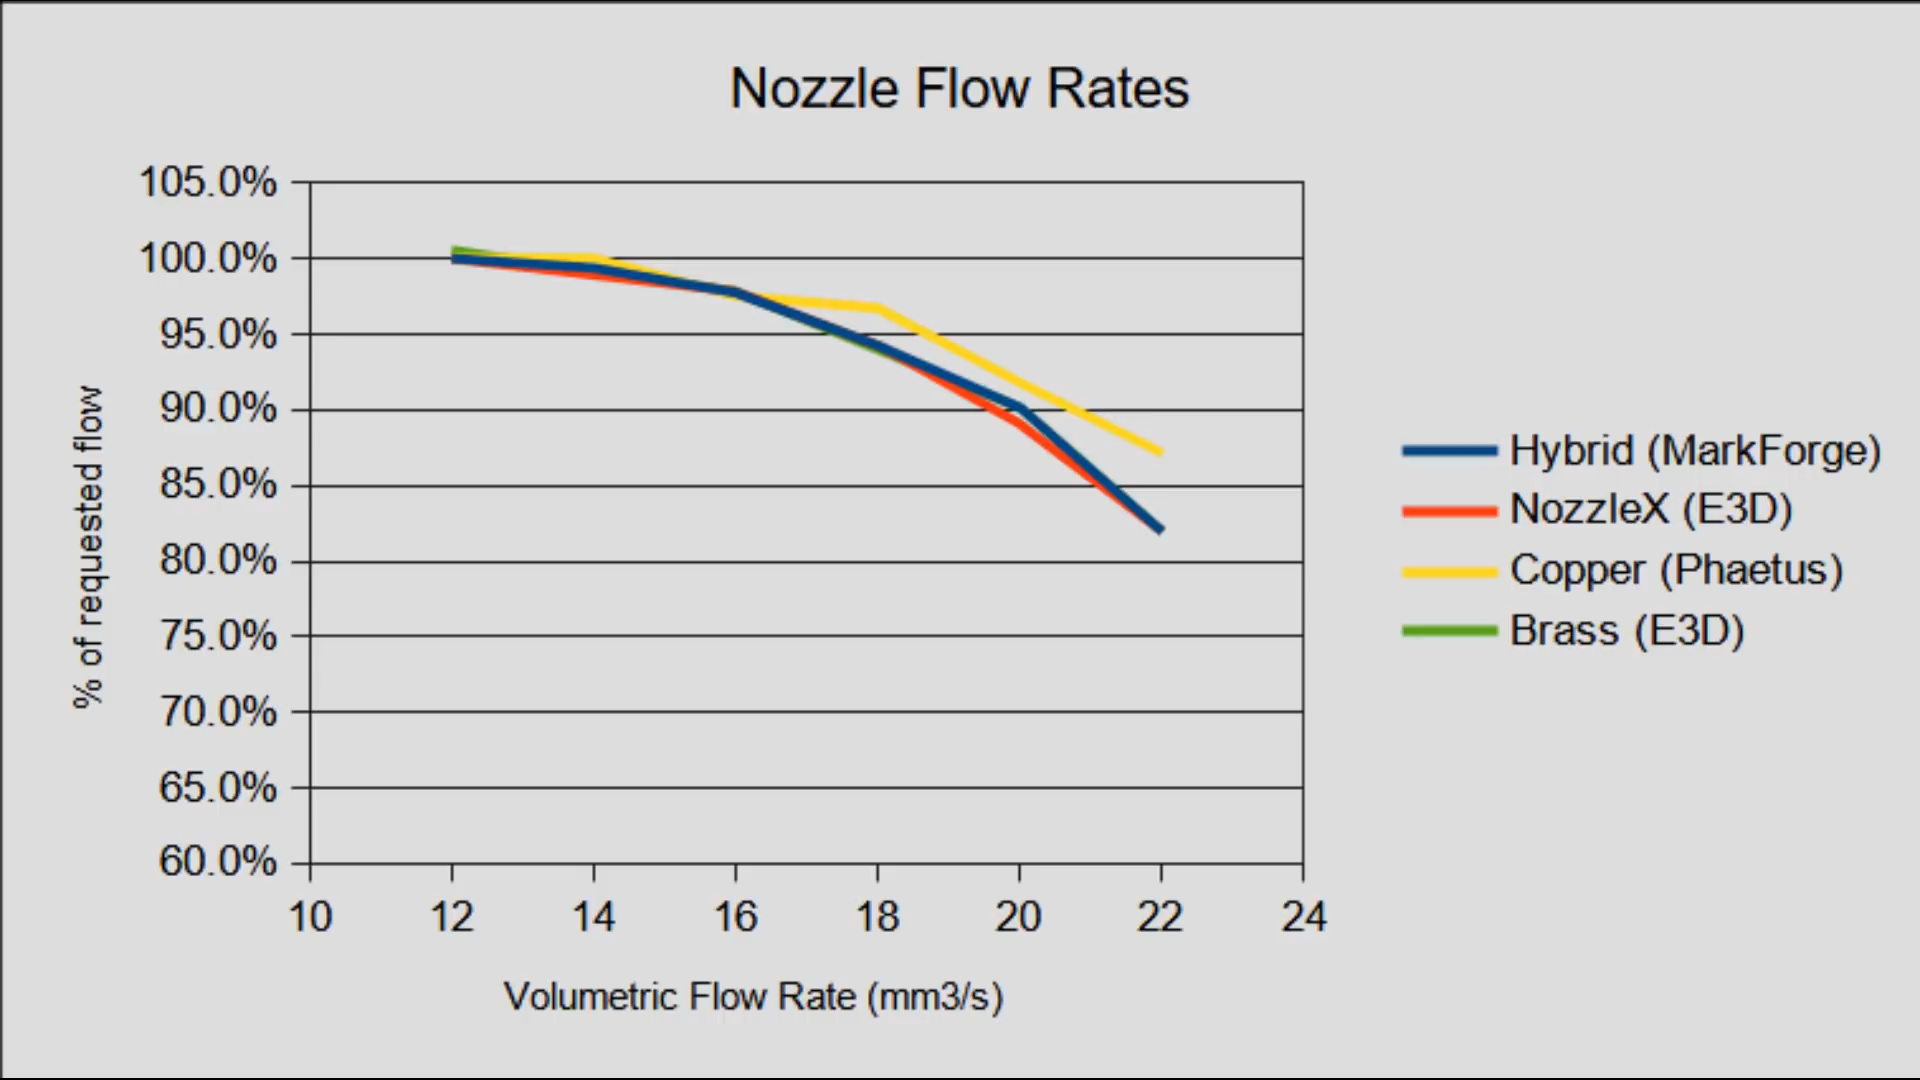 Nozzle Flow Rates
105.0%
100.0%
95.0%
90.0%
85.0%
80.0%
75.0%
70.0%
65.0%
60.0%
% of requested flow
10 12 14 16 18 20 22 24
Volumetric Flow Rate (mm3/s)
Hybrid (MarkForge)
NozzleX (E3D)
Copper (Phaetus)
Brass (E3D)